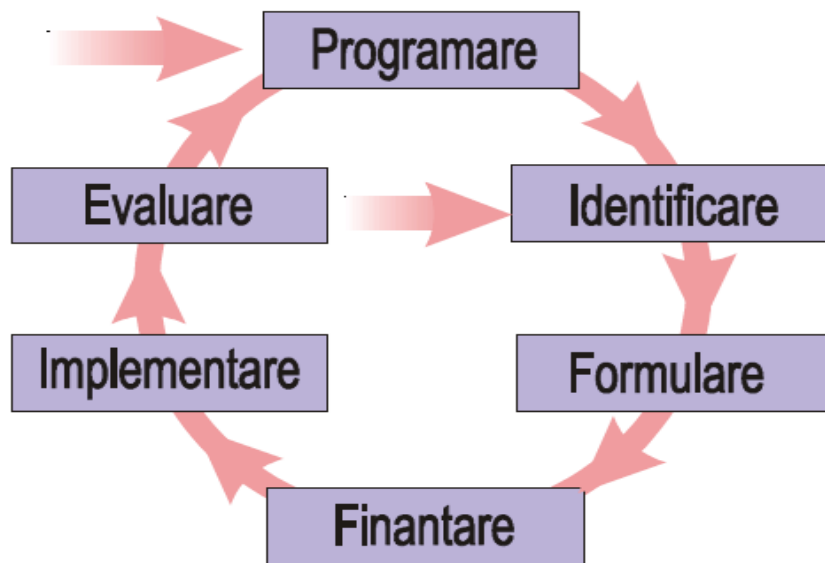 Programare
Evaluare
Identificare
Implementare
Formulare
Finantare